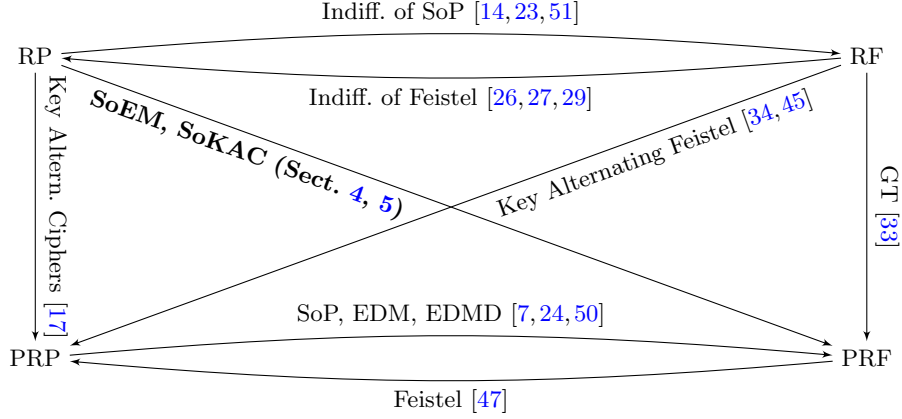 Indiff. of SoP [14, 23, 51]
RP
RF
Indiff. of Feistel [26, 27, 29]
Key Altern. Ciphers [17]
SoEM, SoKAC (Sect. 4, 5)
Key Alternating Feistel [34, 45]
GT [33]
SoP, EDM, EDMD [7, 24, 50]
PRP
PRF
Feistel [47]